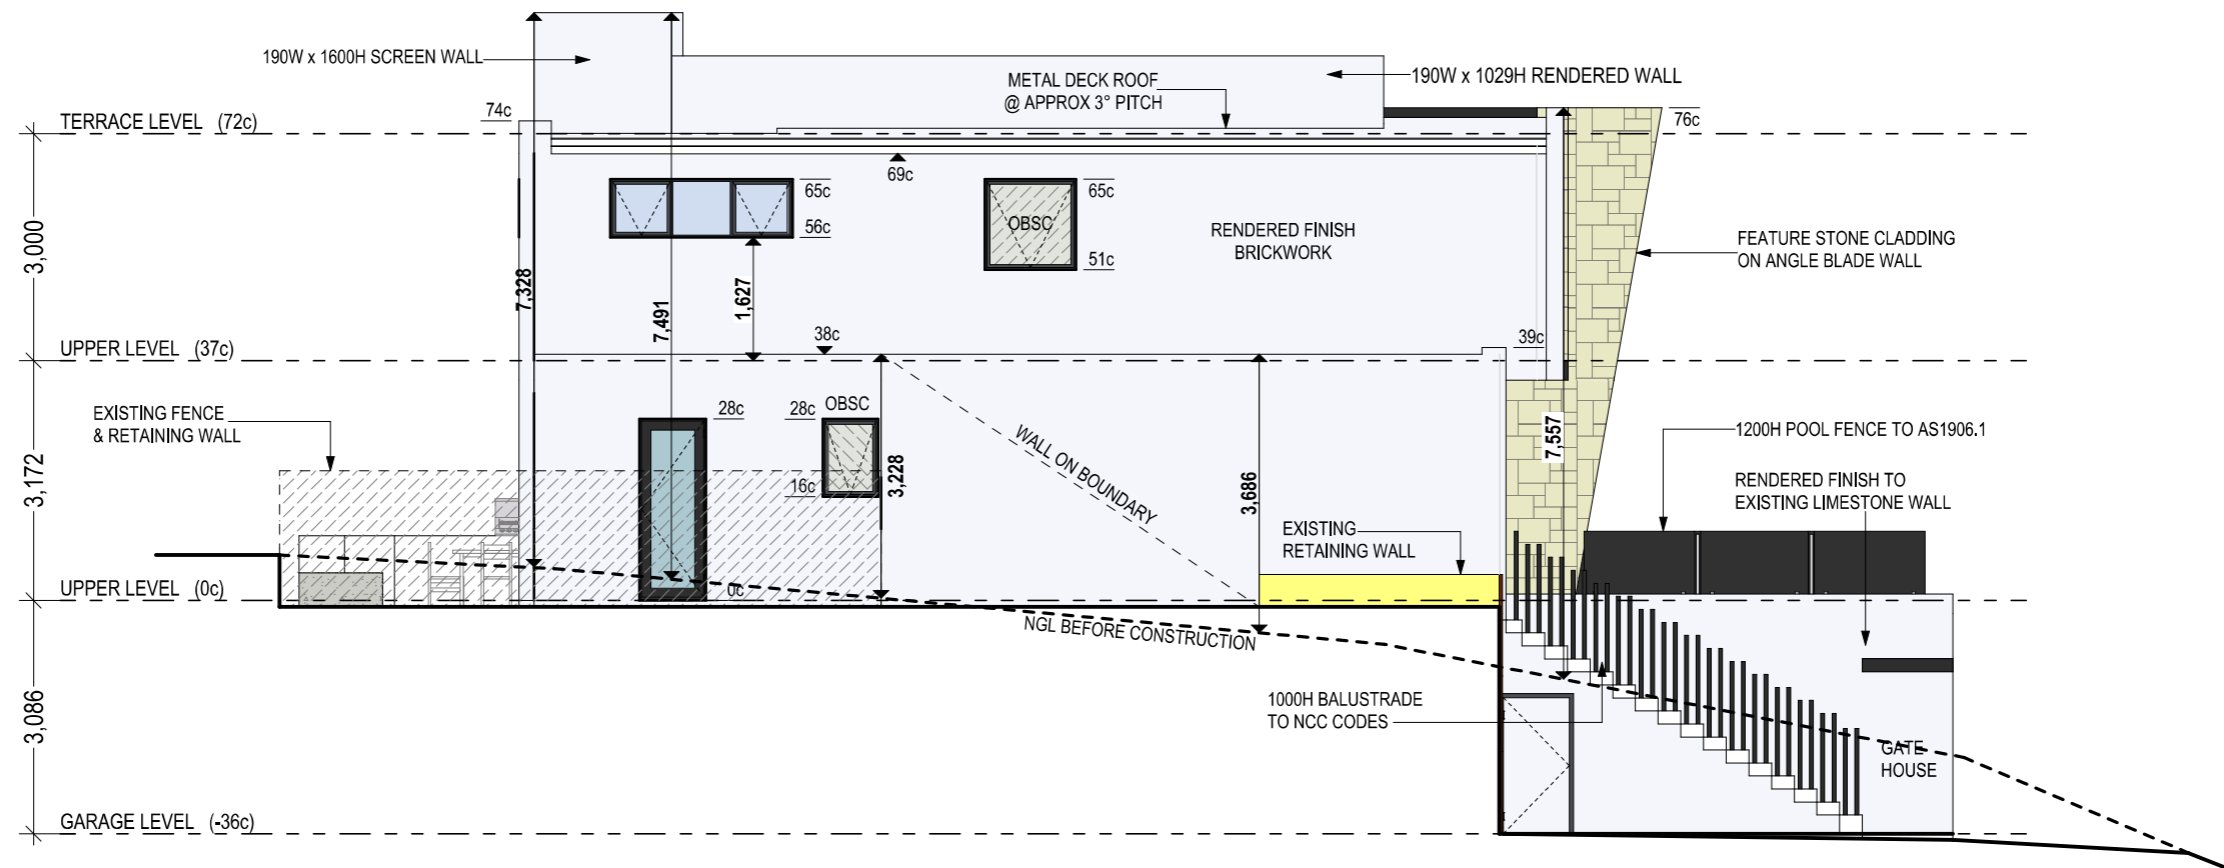 190W x 1600H SCREEN WALL
METAL DECK ROOF
@ APPROX 3° PITCH
190W x 1029H RENDERED WALL
74c
TERRACE LEVEL (72c)
76c
69c
65c
56c
65c
51c
OBSC
RENDERED FINISH
BRICKWORK
FEATURE STONE CLADDING
ON ANGLE BLADE WALL
3,000
7,328
7,491
1,627
38c
39c
UPPER LEVEL (37c)
EXISTING FENCE
& RETAINING WALL
28c
28c
OBSC
16c
3,228
WALL ON BOUNDARY
3,686
7,557
1200H POOL FENCE TO AS1906.1
RENDERED FINISH TO
EXISTING LIMESTONE WALL
3,172
EXISTING
RETAINING WALL
UPPER LEVEL (0c)
0c
NGL BEFORE CONSTRUCTION
3,086
1000H BALUSTRADE
TO NCC CODES
GATE
HOUSE
GARAGE LEVEL (-36c)